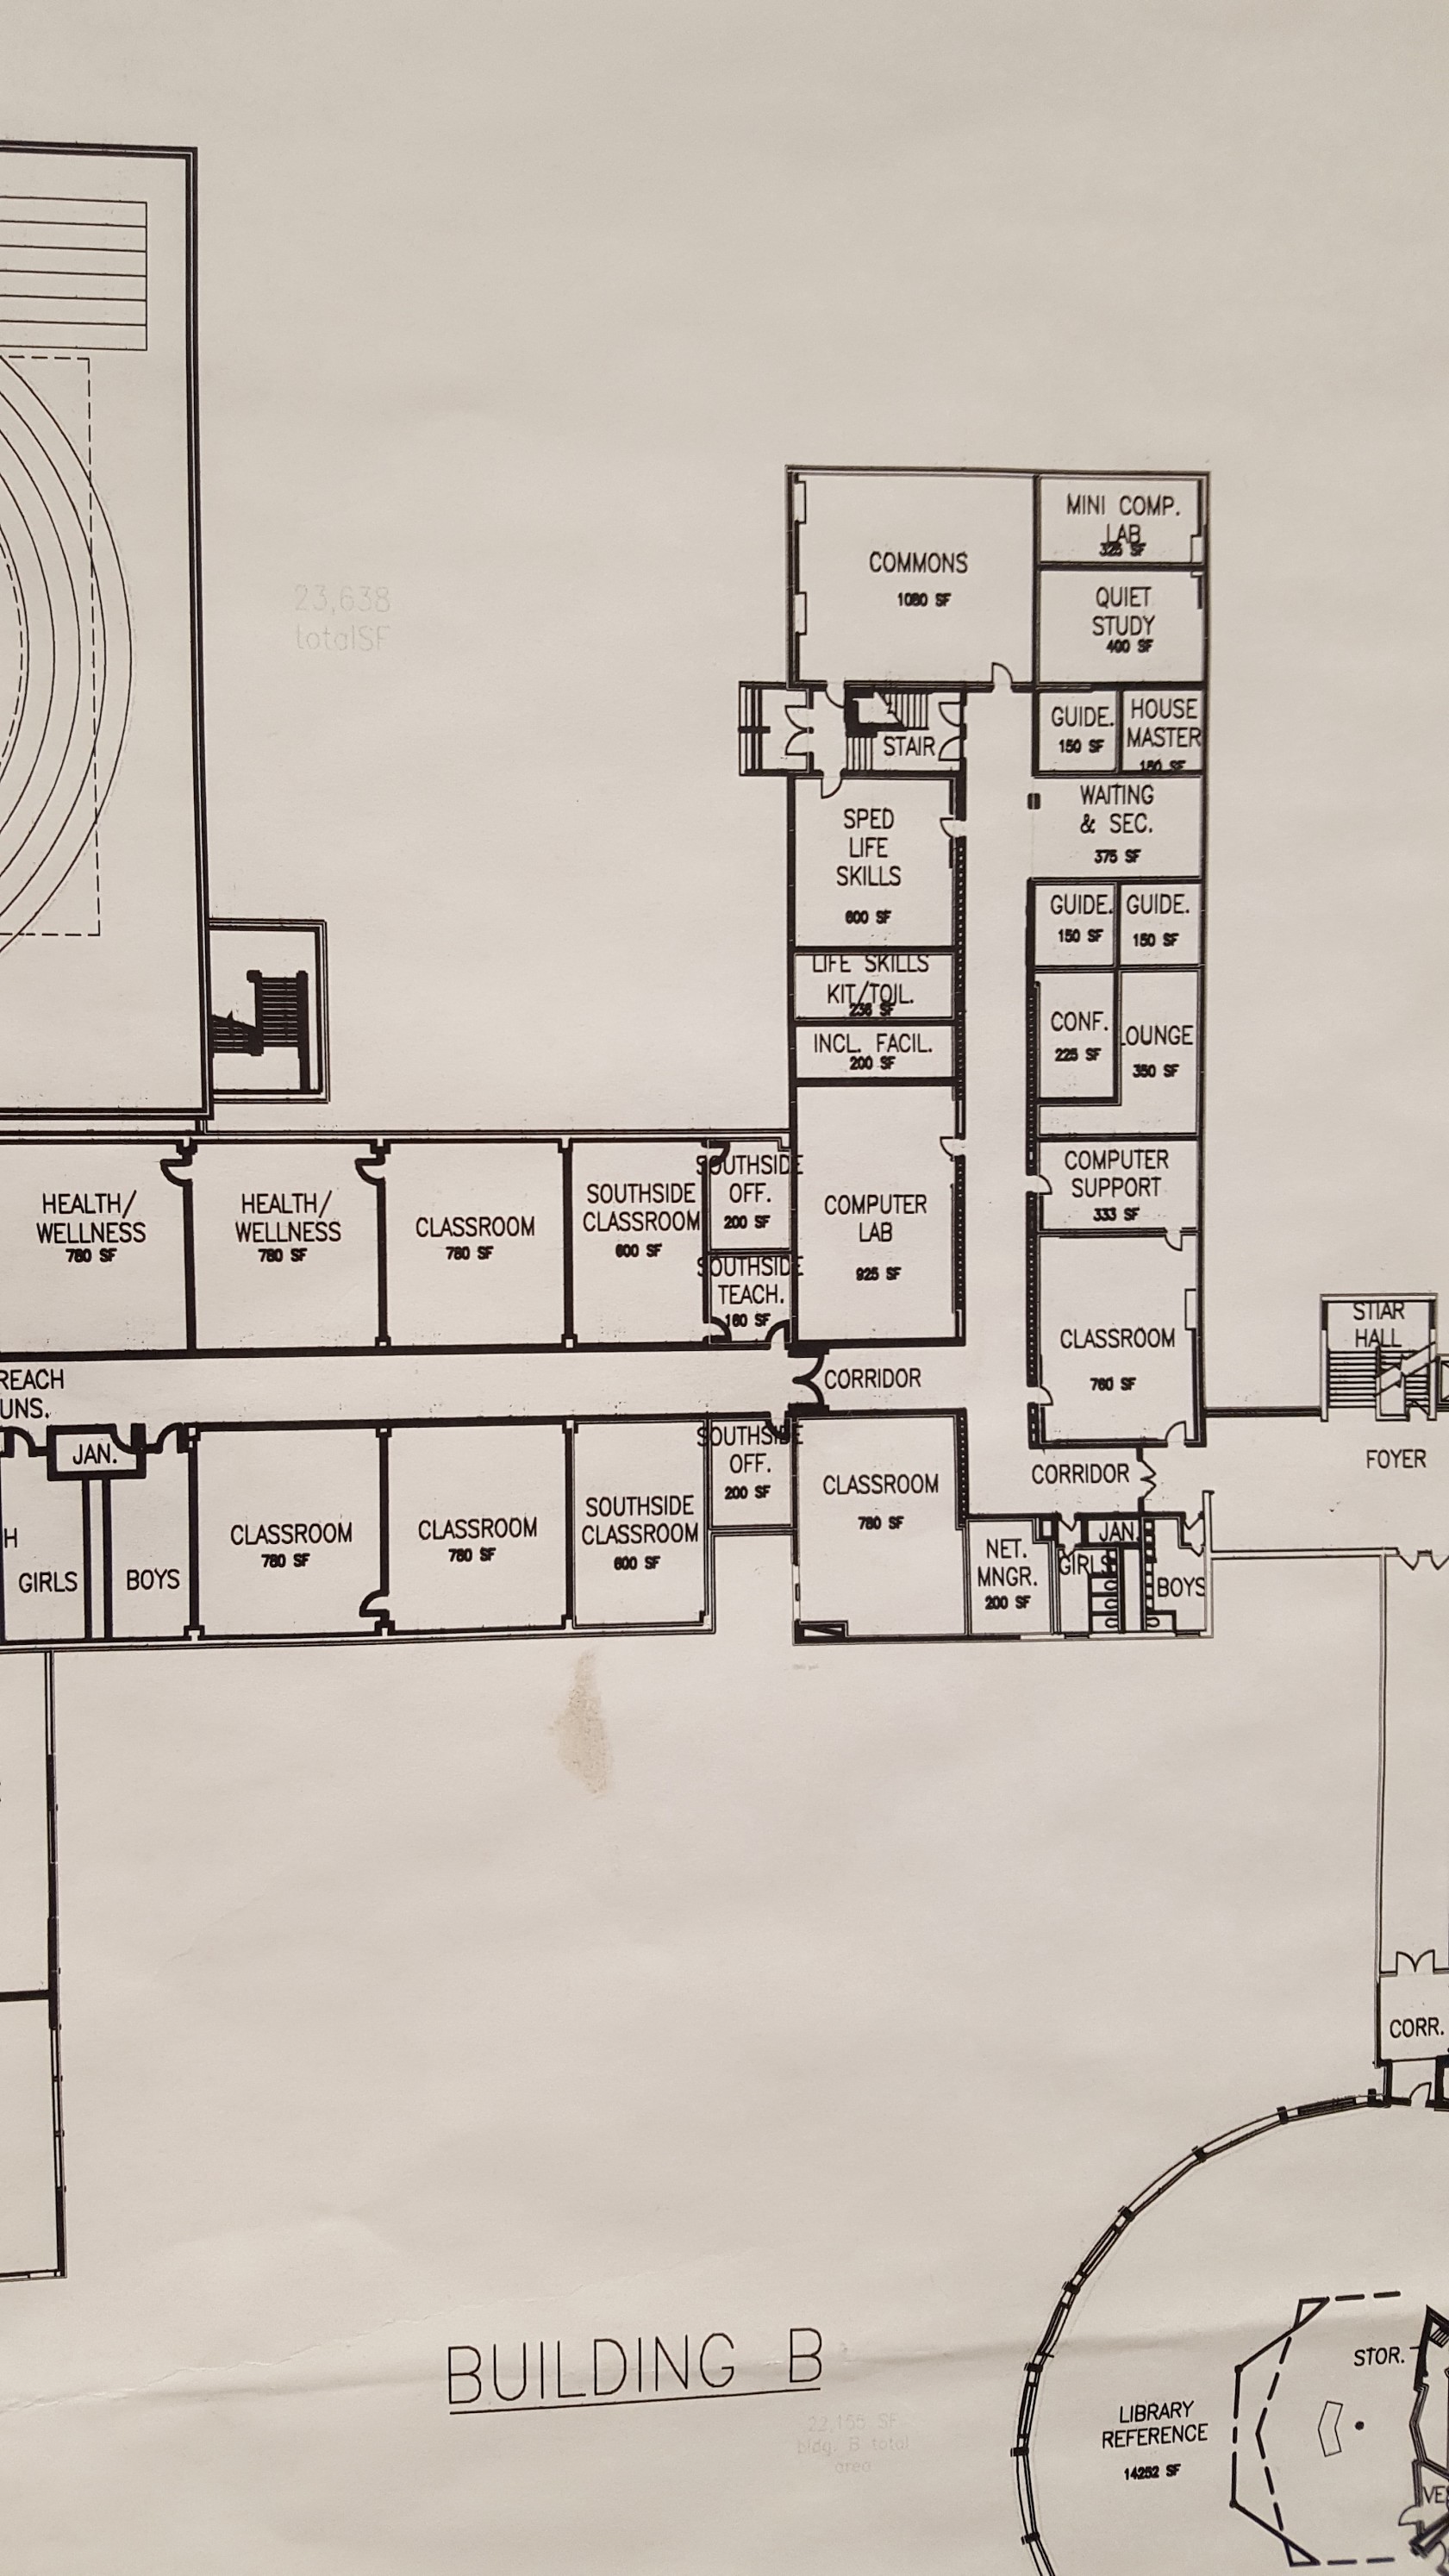 23,638
totalSF
COMMONS
1080 SF
MINI COMP.
LAB
325 SF
QUIET
STUDY
400 SF
GUIDE.
150 SF
HOUSE
MASTER
STAIR
WAITING
& SEC.
375 SF
SPED
LIFE
SKILLS
600 SF
GUIDE.
150 SF
GUIDE.
150 SF
LIFE SKILLS
KIT/TOIL.
236 SF
INCL. FACIL.
200 SF
CONF.
225 SF
LOUNGE
350 SF
COMPUTER
SUPPORT
333 SF
COMPUTER
LAB
925 SF
HEALTH/
WELLNESS
780 SF
HEALTH/
WELLNESS
780 SF
CLASSROOM
780 SF
SOUTHSIDE
CLASSROOM
600 SF
SOUTHSIDE
OFF.
200 SF
SOUTHSIDE
TEACH.
160 SF
CLASSROOM
760 SF
STIAR
HALL
REACH
UNS.
CORRIDOR
FOYER
JAN.
H
GIRLS
BOYS
CLASSROOM
780 SF
CLASSROOM
780 SF
SOUTHSIDE
CLASSROOM
600 SF
SOUTHSIDE
OFF.
200 SF
CLASSROOM
780 SF
CORRIDOR
NET.
MNGR.
200 SF
GIRLS
JAN.
BOYS
CORR.
BUILDING B
22,155 SF
bldg. B total
area
STOR.
LIBRARY
REFERENCE
14252 SF
VES